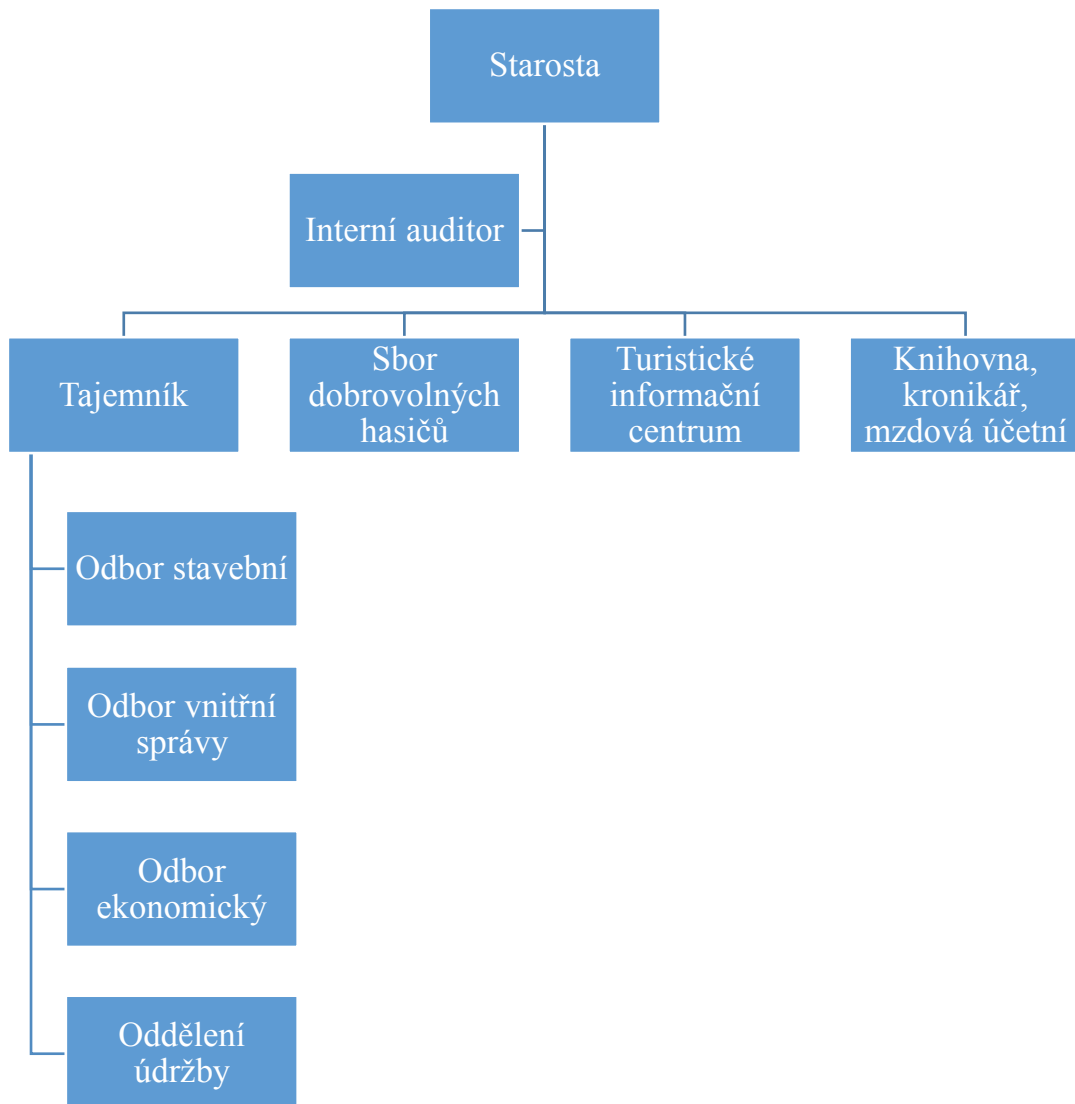 Starosta
Interní auditor
Tajemník
Sbor
dobrovolných
hasičů
Turistické
informační
centrum
Knihovna,
kronikář,
mzdová účetní
Odbor stavební
Odbor vnitřní
správy
Odbor
ekonomický
Oddělení
údržby